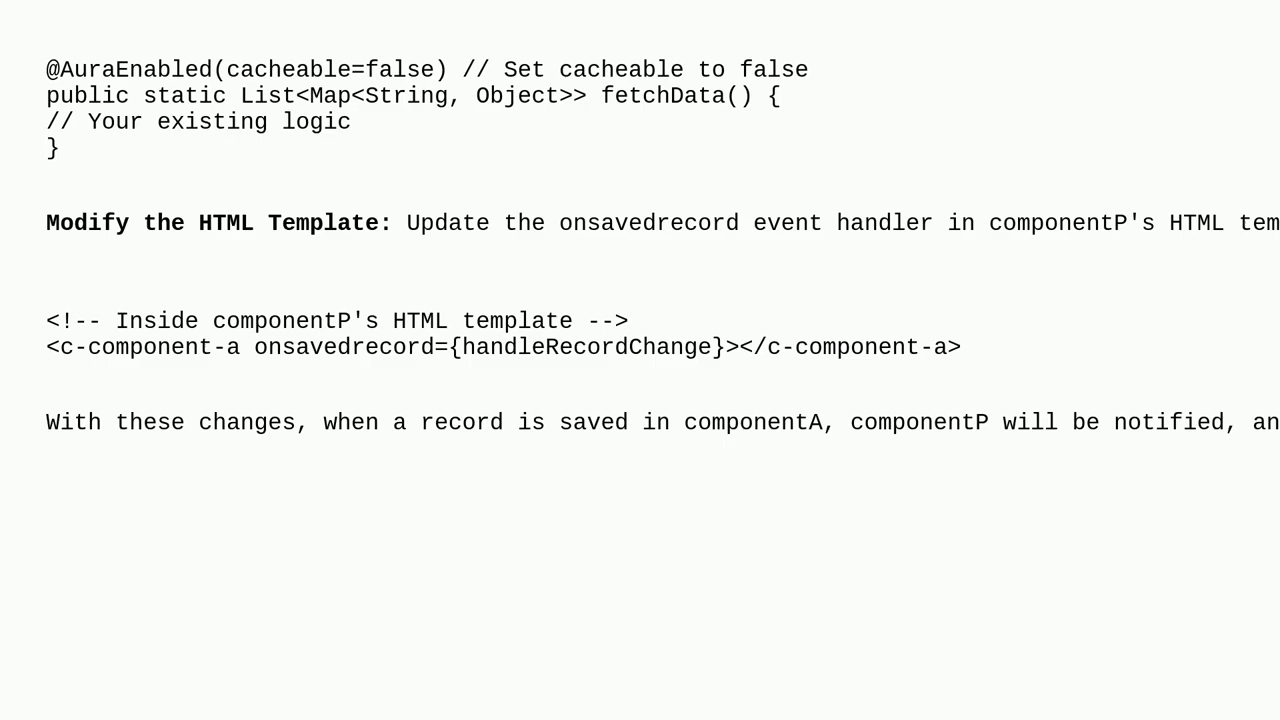 @AuraEnabled(cacheable=false) // Set cacheable to false
public static List<Map<String, Object>> fetchData() {
// Your existing logic
}
Modify the HTML Template: Update the onsavedrecord event handler in componentP's HTML tem
<!-- Inside componentP's HTML template -->
<c-component-a onsavedrecord={handleRecordChange}></c-component-a>
With these changes, when a record is saved in componentA, componentP will be notified, an